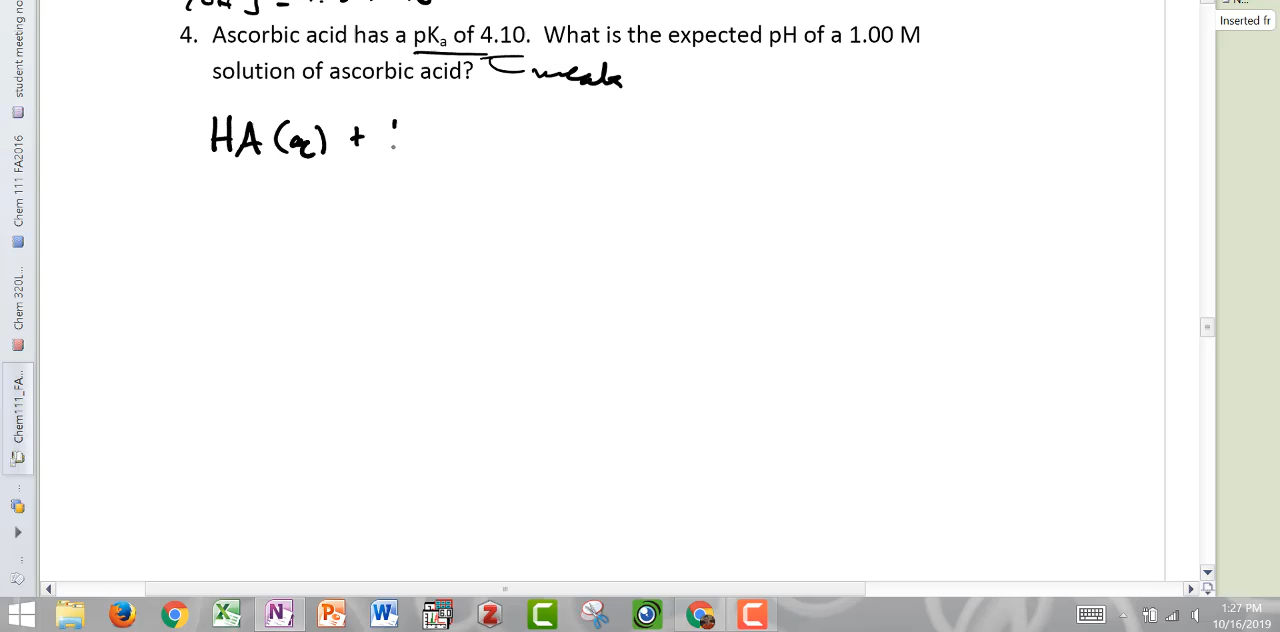 4. Ascorbic acid has a pKa of 4.10. What is the expected pH of a 1.00 M
solution of ascorbic acid?
weak
HA (aq) +
Inserted fr
student meeting no
Chem 111 FA2016
Chem 320L...
Chem111_FA...
1:27 PM
10/16/2019